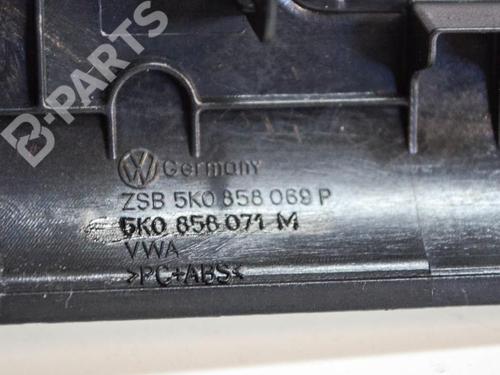 B-PARTS
Germany
ZSB 5K0 858 069 P
5K0 858 071 M
VWA
>PC+ABS<